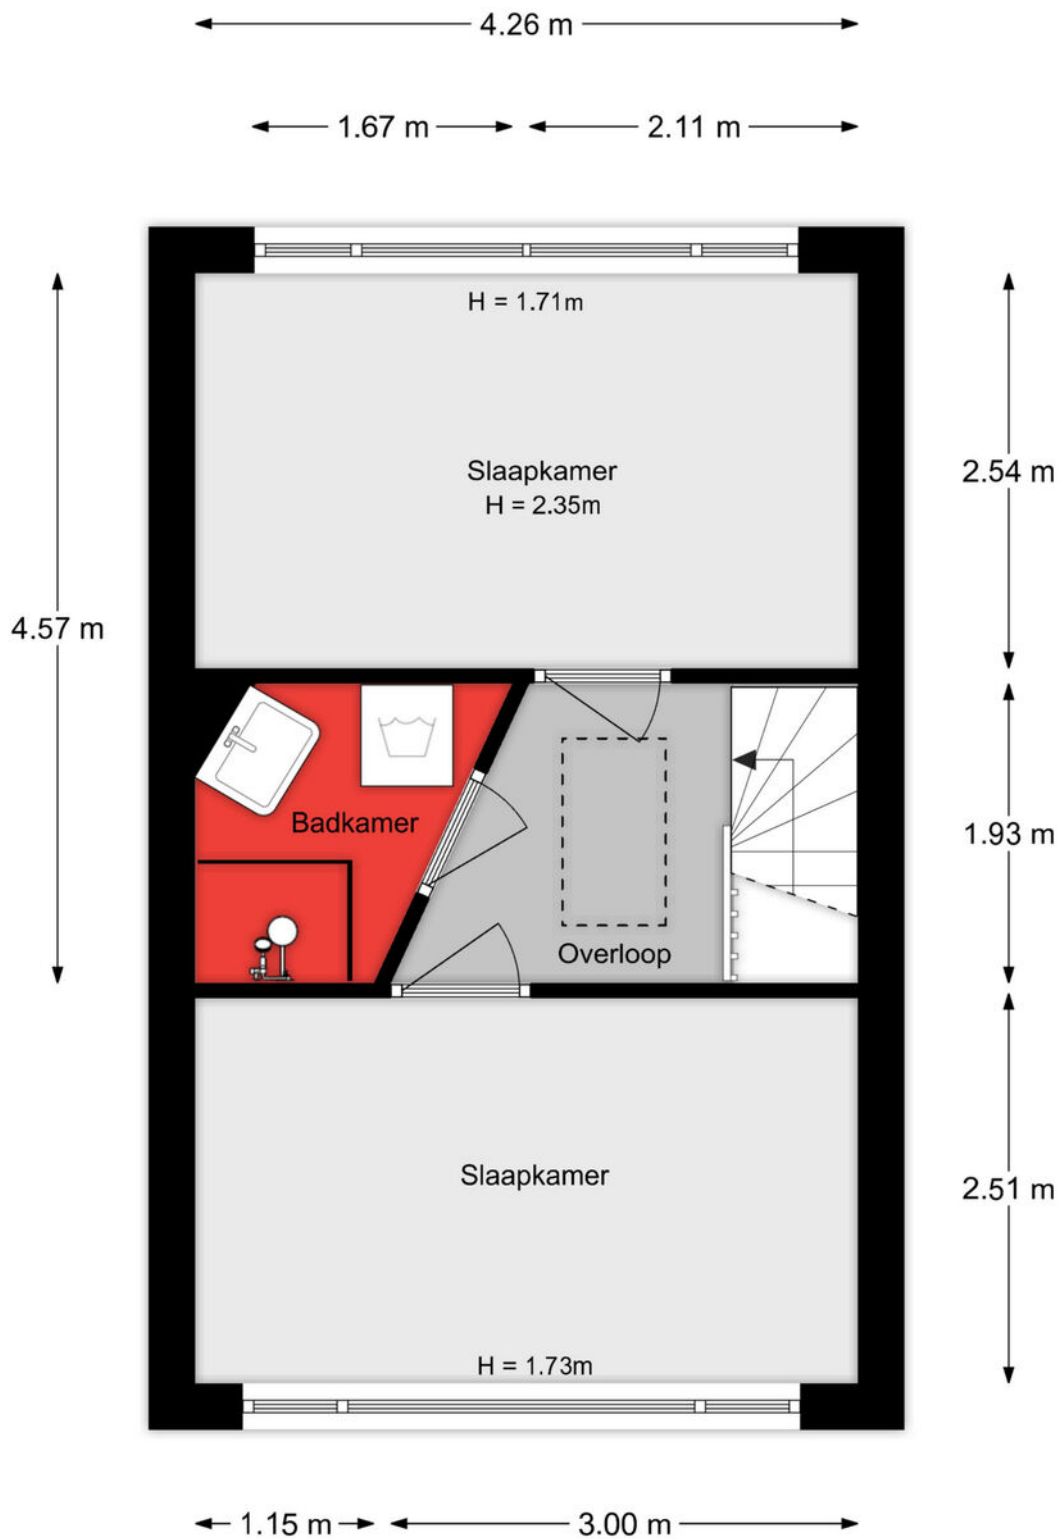 4.26 m
1.67 m
2.11 m
H = 1.71m
Slaapkamer
H = 2.35m
2.54 m
4.57 m
Badkamer
1.93 m
Overloop
Slaapkamer
2.51 m
H = 1.73m
1.15 m
3.00 m